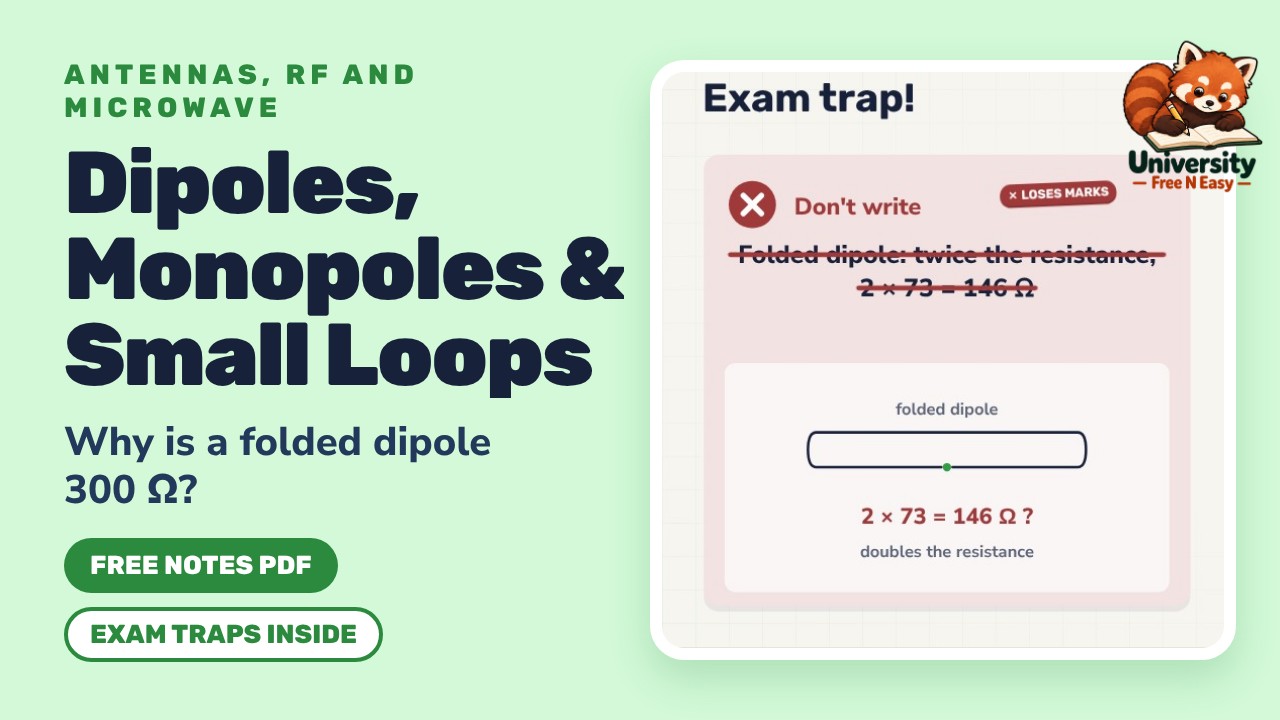 ANTENNAS, RF AND
MICROWAVE
Dipoles,
Monopoles &
Small Loops
Why is a folded dipole
300 Ω?
FREE NOTES PDF
EXAM TRAPS INSIDE
Exam trap!
Don't write
× LOSES MARKS
Folded dipole: twice the resistance,
2 × 73 = 146 Ω
folded dipole
2 × 73 = 146 Ω ?
doubles the resistance
University
Free N Easy